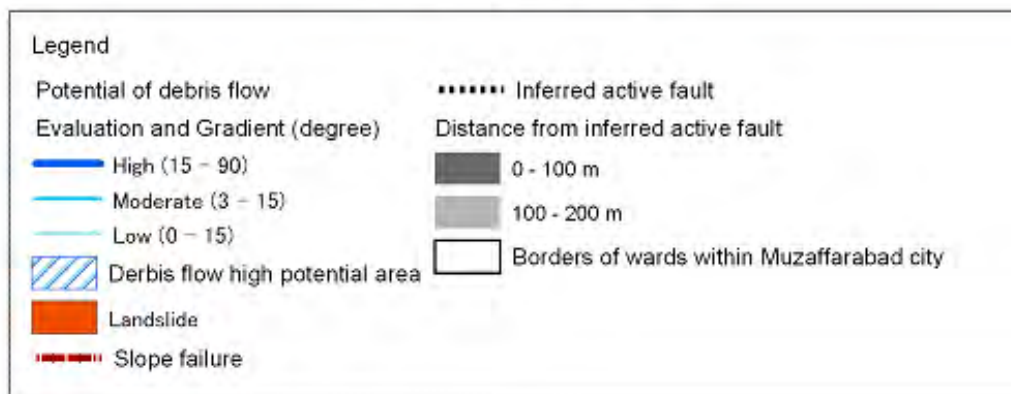 Legend
Potential of debris flow
Evaluation and Gradient (degree)
High (15 - 90)
Moderate (3 - 15)
Low (0 - 15)
Derbis flow high potential area
Landslide
Slope failure
Inferred active fault
Distance from inferred active fault
0 - 100 m
100 - 200 m
Borders of wards within Muzaffarabad city